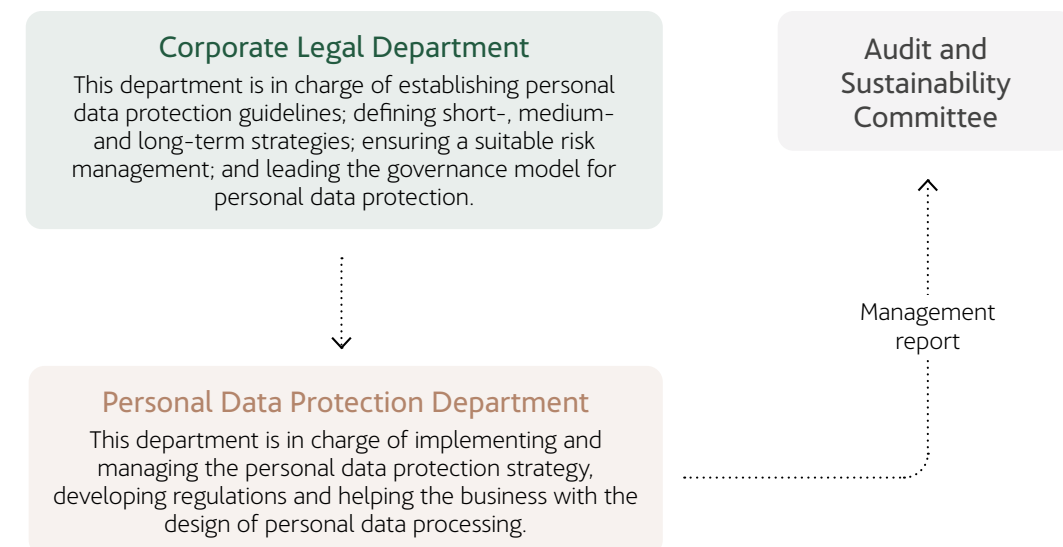 Corporate Legal Department
This department is in charge of establishing personal
data protection guidelines; defining short-, medium-
and long-term strategies; ensuring a suitable risk
management; and leading the governance model for
personal data protection.
Audit and
Sustainability
Committee
Management
report
Personal Data Protection Department
This department is in charge of implementing and
managing the personal data protection strategy,
developing regulations and helping the business with the
design of personal data processing.